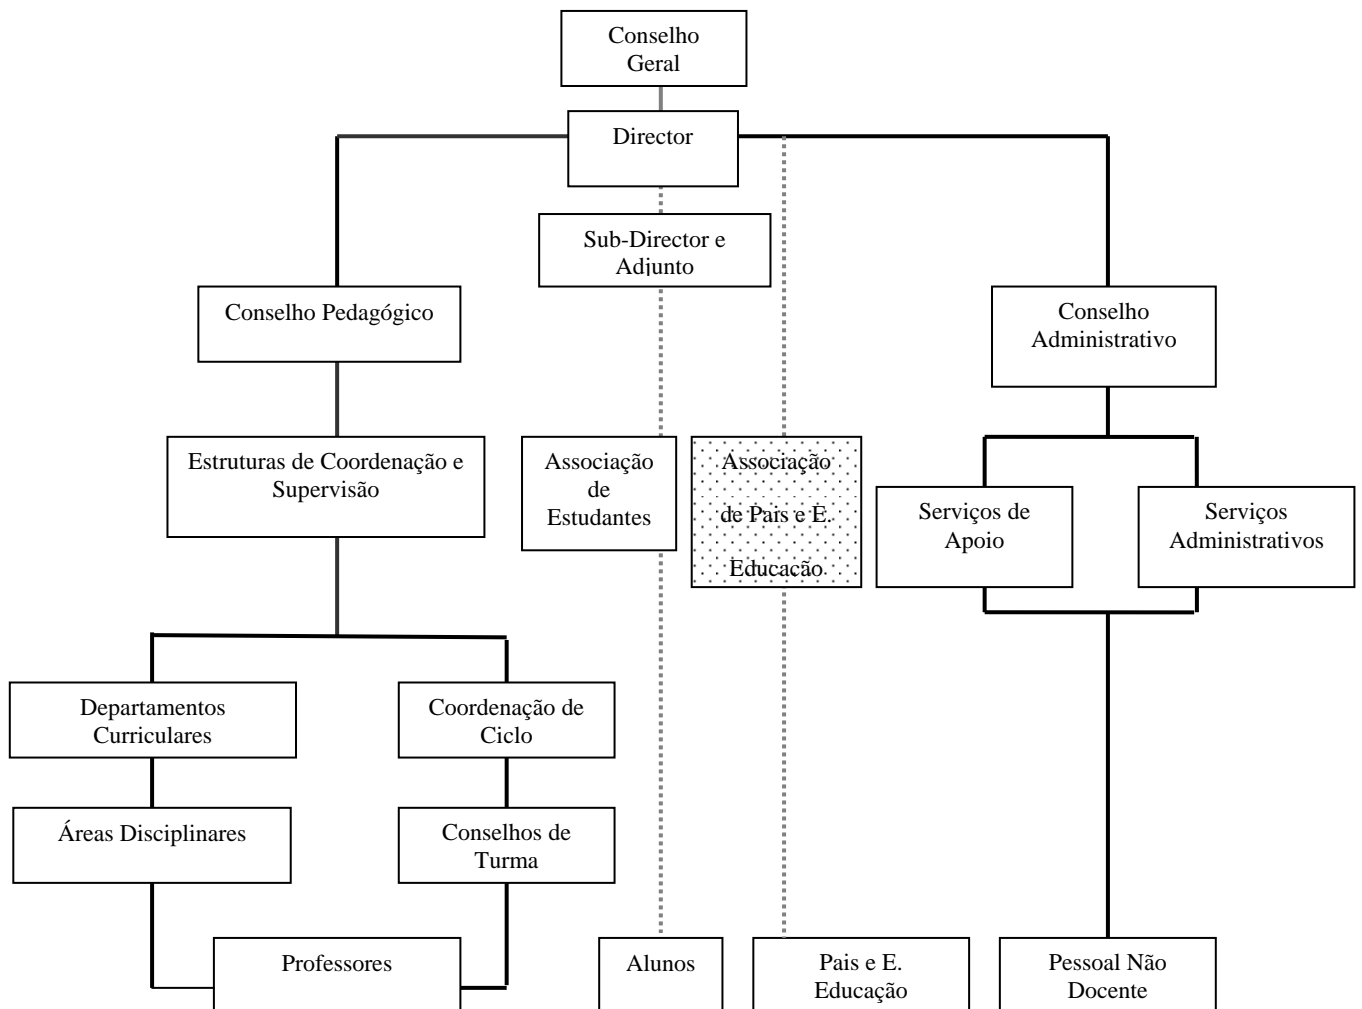 Conselho
Geral
Director
Sub-Director e
Adjunto
Conselho Pedagógico
Conselho
Administrativo
Estruturas de Coordenação e
Supervisão
Associação
de
Estudantes
Associação
de Pais e E.
Educação
Serviços de
Apoio
Serviços
Administrativos
Departamentos
Curriculares
Coordenação de
Ciclo
Áreas Disciplinares
Conselhos de
Turma
Professores
Alunos
Pais e E.
Educação
Pessoal Não
Docente